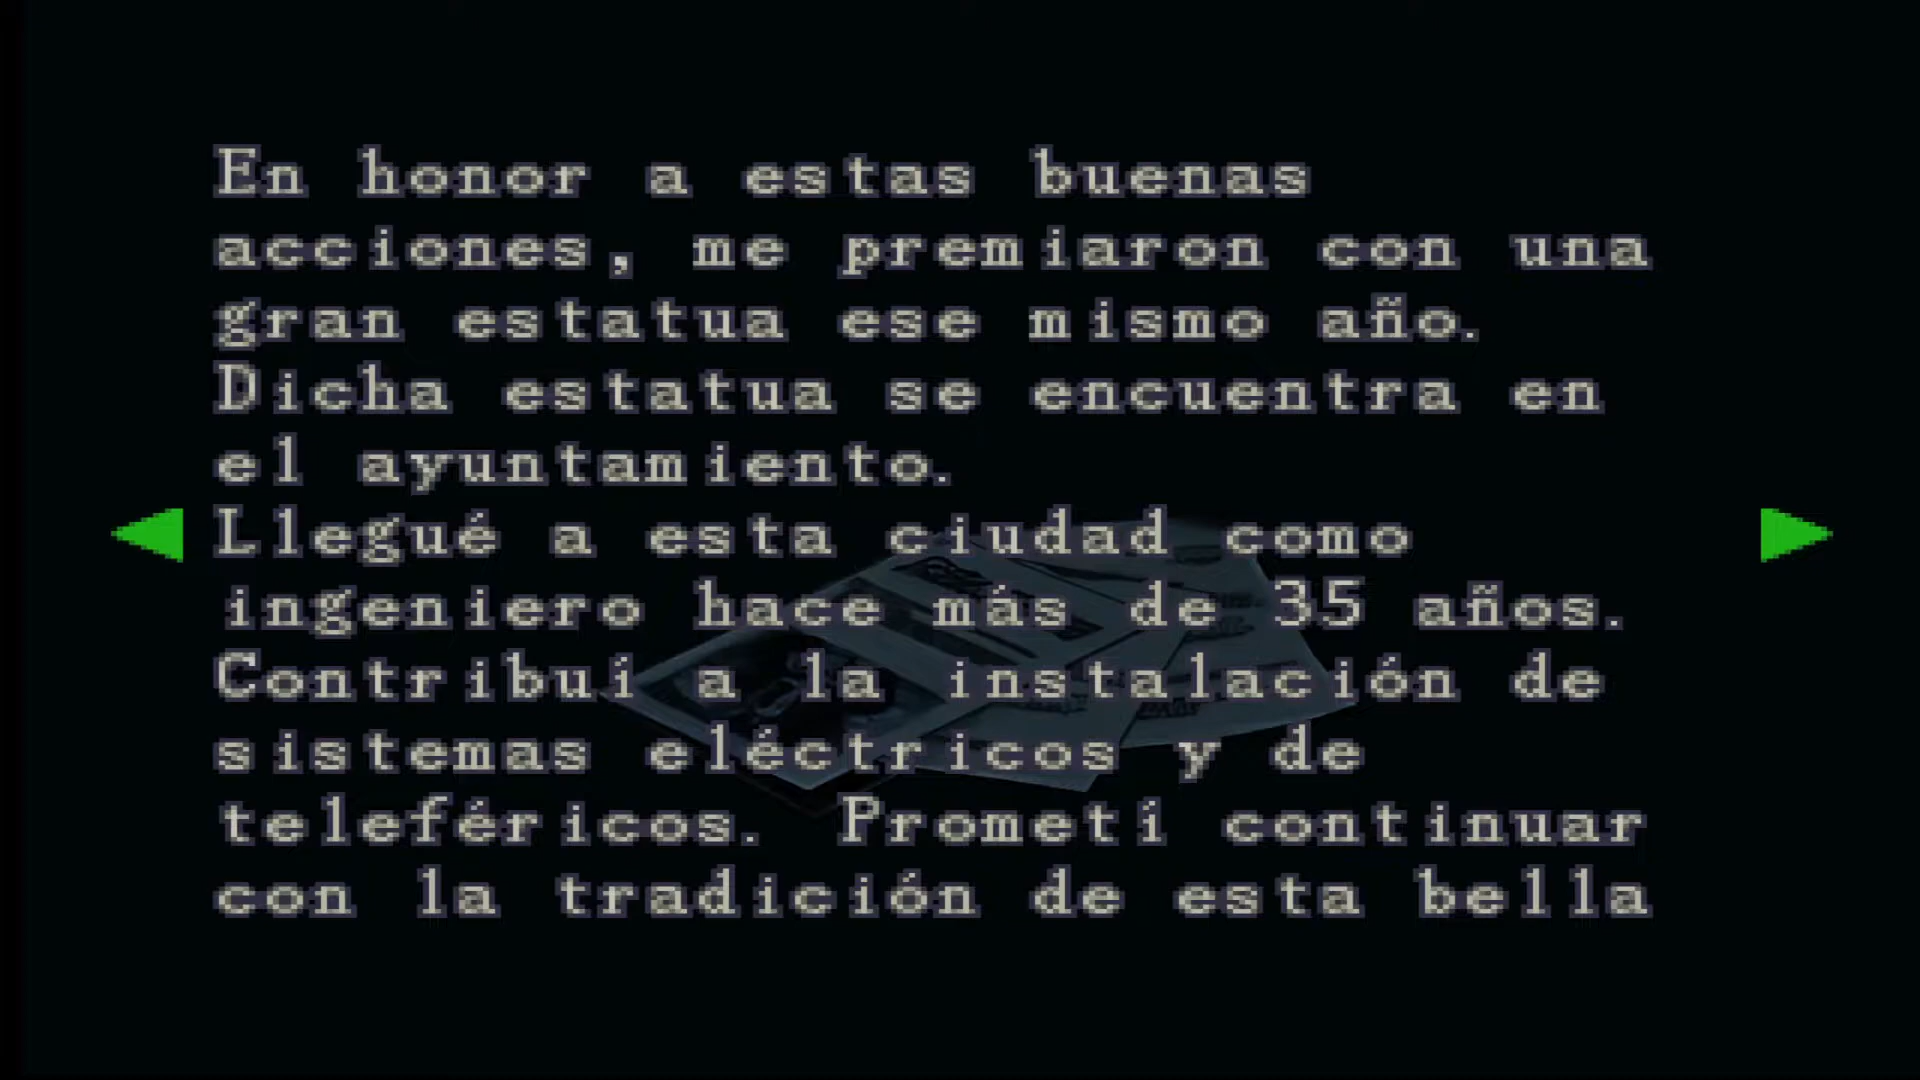 En honor a estas buenas
acciones, me premiaron con una
gran estatua ese mismo año.
Dicha estatua se encuentra en
el ayuntamiento.
Llegué a esta ciudad como
ingeniero hace más de 35 años.
Contribuí a la instalación de
sistemas eléctricos y de
teleféricos. Prometí continuar
con la tradición de esta bella